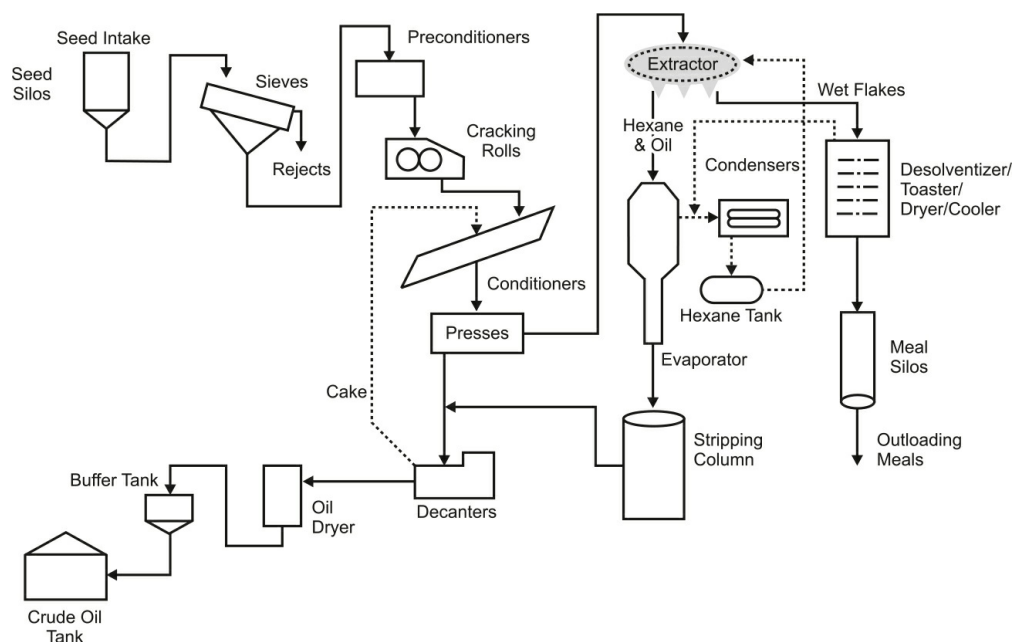 Seed Intake
Seed
Silos
Sieves
Rejects
Preconditioners
Cracking
Rolls
Conditioners
Presses
Cake
Decanters
Oil
Dryer
Buffer Tank
Crude Oil
Tank
Extractor
Wet Flakes
Hexane
& Oil
Condensers
Hexane Tank
Evaporator
Stripping
Column
Desolventizer/
Toaster/
Dryer/Cooler
Meal
Silos
Outloading
Meals